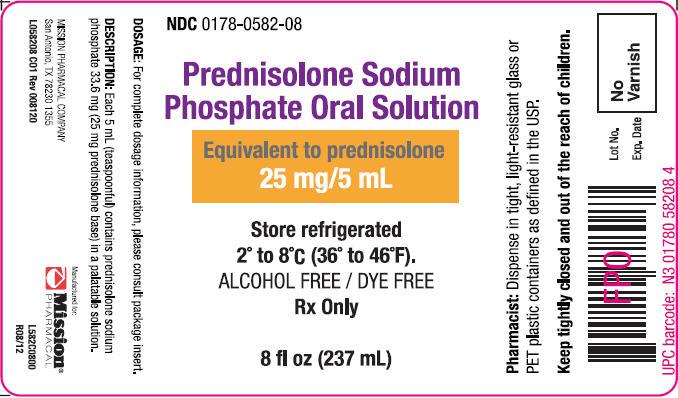 DOSAGE: For complete dosage information, please consult package insert.
DESCRIPTION: Each 5 mL (teaspoonful) contains prednisolone sodium
phosphate 33.6 mg (25 mg prednisolone base) in a palatable solution.
MISSION PHARMACAL COMPANY
San Antonio, TX 78230 1355
L058208 C01 Rev 008120
Manufactured for:
Mission®
PHARMACAL
L582C0800
R08/12
NDC 0178-0582-08
Prednisolone Sodium
Phosphate Oral Solution
Equivalent to prednisolone
25 mg/5 mL
Store refrigerated
2° to 8°C (36° to 46°F).
ALCOHOL FREE / DYE FREE
Rx Only
8 fl oz (237 mL)
Pharmacist: Dispense in tight, light-resistant glass or
PET plastic containers as defined in the USP.
Keep tightly closed and out of the reach of children.
No
Varnish
Lot No.
Exp. Date
FPO
UPC barcode: N3 01780 58208 4